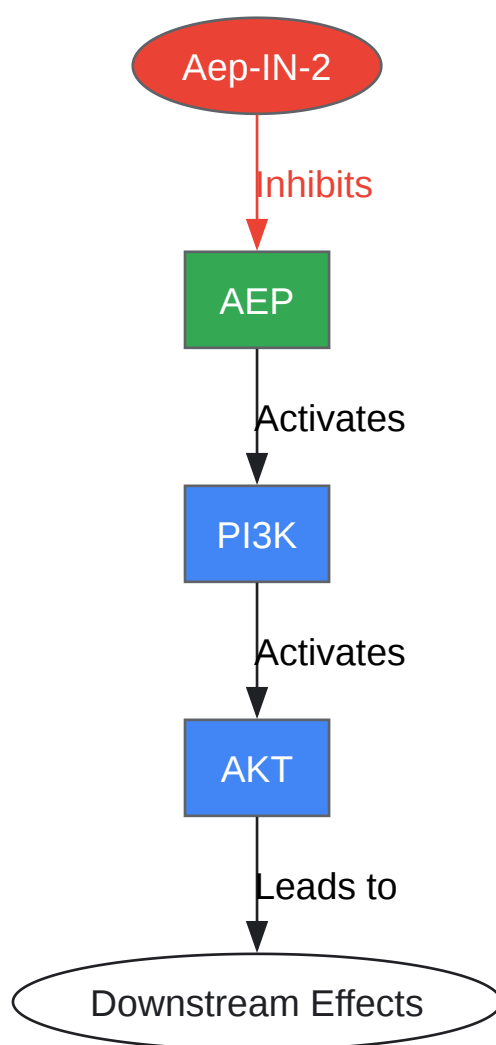 Aep-IN-2
Inhibits
AEP
Activates
PI3K
Activates
AKT
Leads to
Downstream Effects